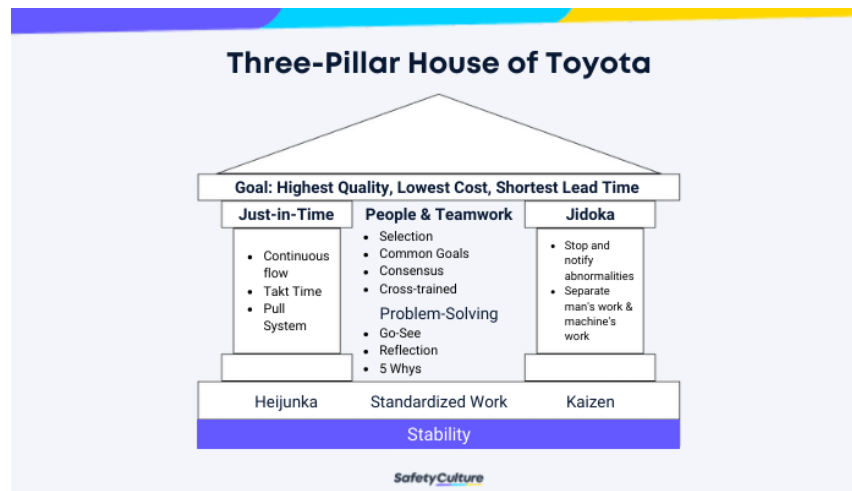 Three-Pillar House of Toyota
Goal: Highest Quality, Lowest Cost, Shortest Lead Time
Just-in-Time
• Continuous
flow
• Takt Time
• Pull
System
People & Teamwork
• Selection
• Common Goals
• Consensus
• Cross-trained
Problem-Solving
• Go-See
• Reflection
• 5 Whys
Jidoka
• Stop and
notify
abnormalities
• Separate
man's work &
machine's
work
Heijunka
Standardized Work
Kaizen
Stability
SafetyCulture